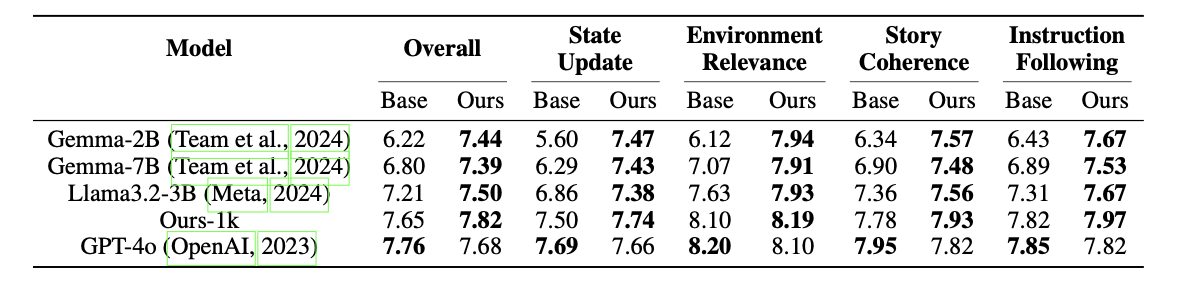 Model Overall State Update Environment Relevance Story Coherence Instruction Following
Base Ours Base Ours Base Ours Base Ours Base Ours
Gemma-2B (Team et al., 2024) 6.22 7.44 5.60 7.47 6.12 7.94 6.34 7.57 6.43 7.67
Gemma-7B (Team et al., 2024) 6.80 7.39 6.29 7.43 7.07 7.91 6.90 7.48 6.89 7.53
Llama3.2-3B (Meta, 2024) 7.21 7.50 6.86 7.38 7.63 7.93 7.36 7.56 7.31 7.67
Ours-1k 7.65 7.82 7.50 7.74 8.10 8.19 7.78 7.93 7.82 7.97
GPT-4o (OpenAI, 2023) 7.76 7.68 7.69 7.66 8.20 8.10 7.95 7.82 7.85 7.82